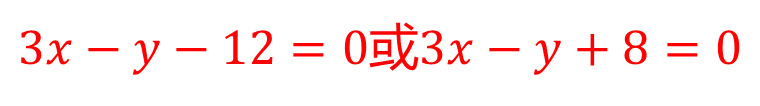 3x − y − 12 = 0或3x − y + 8 = 0